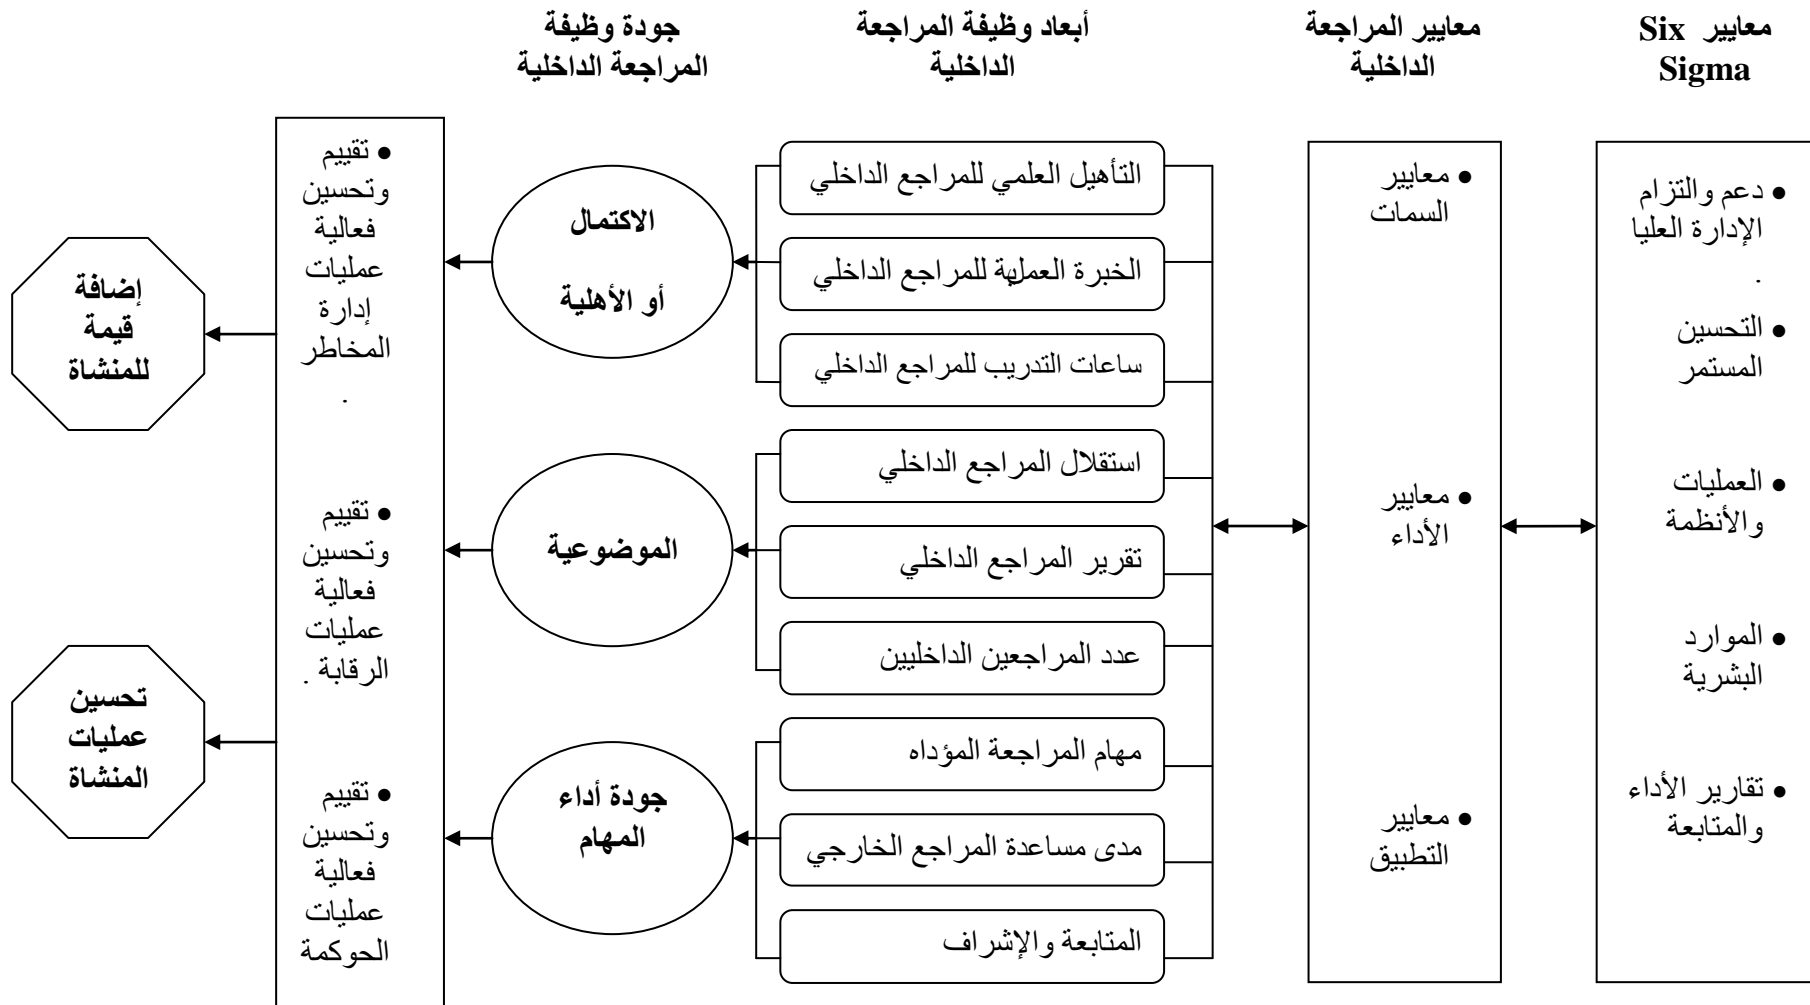 معايير Six
Sigma
معايير المراجعة
الداخلية
أبعاد وظيفة المراجعة
الداخلية
جودة وظيفة
المراجعة الداخلية
• دعم والتزام
الإدارة العليا
.
• التحسين
المستمر
• العمليات
والأنظمة
• الموارد
البشرية
• تقارير الأداء
والمتابعة
• معايير
السمات
• معايير
الأداء
• معايير
التطبيق
التأهيل العلمي للمراجع الداخلي
الخبرة العملية للمراجع الداخلي
ساعات التدريب للمراجع الداخلي
استقلال المراجع الداخلي
تقرير المراجع الداخلي
عدد المراجعين الداخليين
مهام المراجعة المؤداه
مدى مساعدة المراجع الخارجي
المتابعة والإشراف
الاكتمال
أو الأهلية
الموضوعية
جودة أداء
المهام
• تقييم
وتحسين
فعالية
عمليات
إدارة
المخاطر
.
• تقييم
وتحسين
فعالية
عمليات
الرقابة .
• تقييم
وتحسين
فعالية
عمليات
الحوكمة
إضافة
قيمة
للمنشاة
تحسين
عمليات
المنشاة